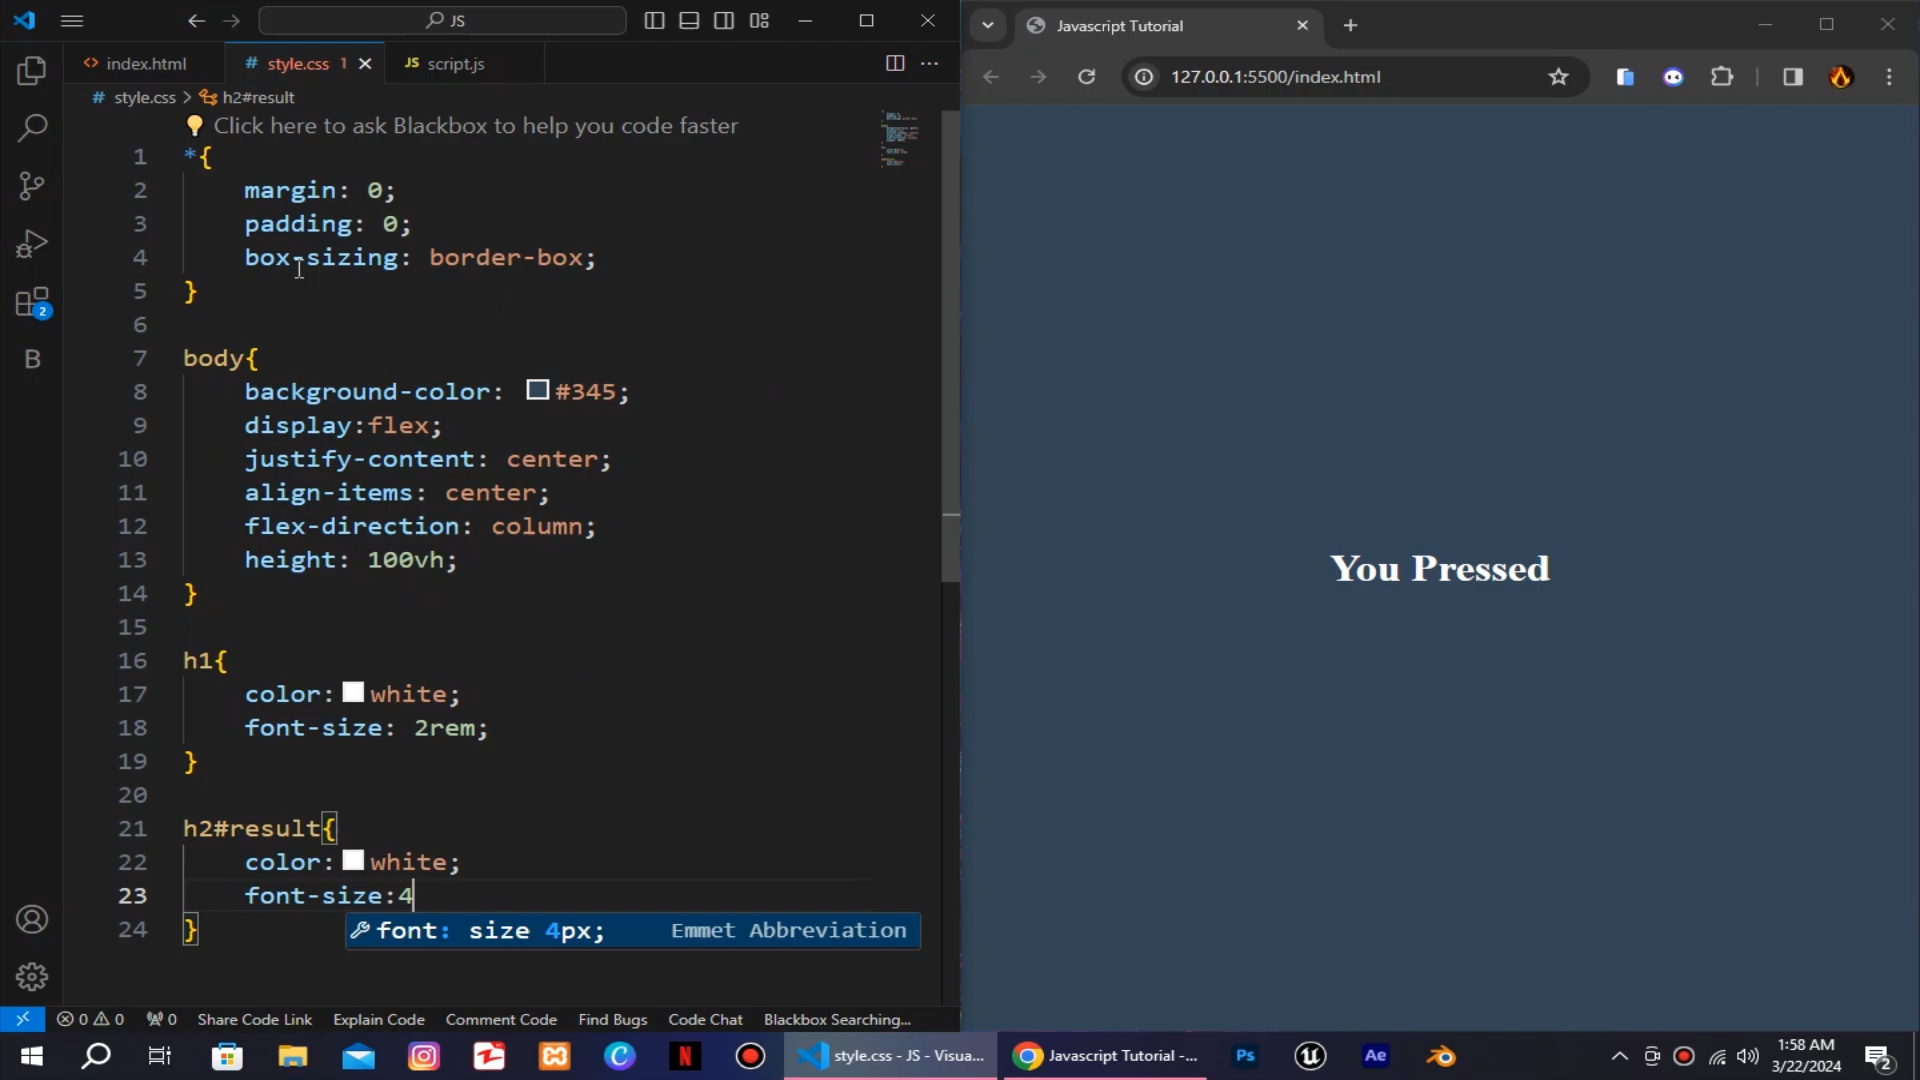 JS
Javascript Tutorial
index.html
# style.css 1
JS script.js
127.0.0.1:5500/index.html
# style.css > h2#result
Click here to ask Blackbox to help you code faster
1 *{
2 margin: 0;
3 padding: 0;
4 box-sizing: border-box;
5 }
6
7 body{
8 background-color: #345;
9 display:flex;
10 justify-content: center;
11 align-items: center;
12 flex-direction: column;
13 height: 100vh;
14 }
15
16 h1{
17 color: white;
18 font-size: 2rem;
19 }
20
21 h2#result{
22 color: white;
23 font-size:4
24 }
font: size 4px; Emmet Abbreviation
2
B
You Pressed
0 0 0 Share Code Link Explain Code Comment Code Find Bugs Code Chat Blackbox Searching...
C
N
style.css - JS - Visua...
Javascript Tutorial -...
Ps
Ae
1:58 AM
3/22/2024
2